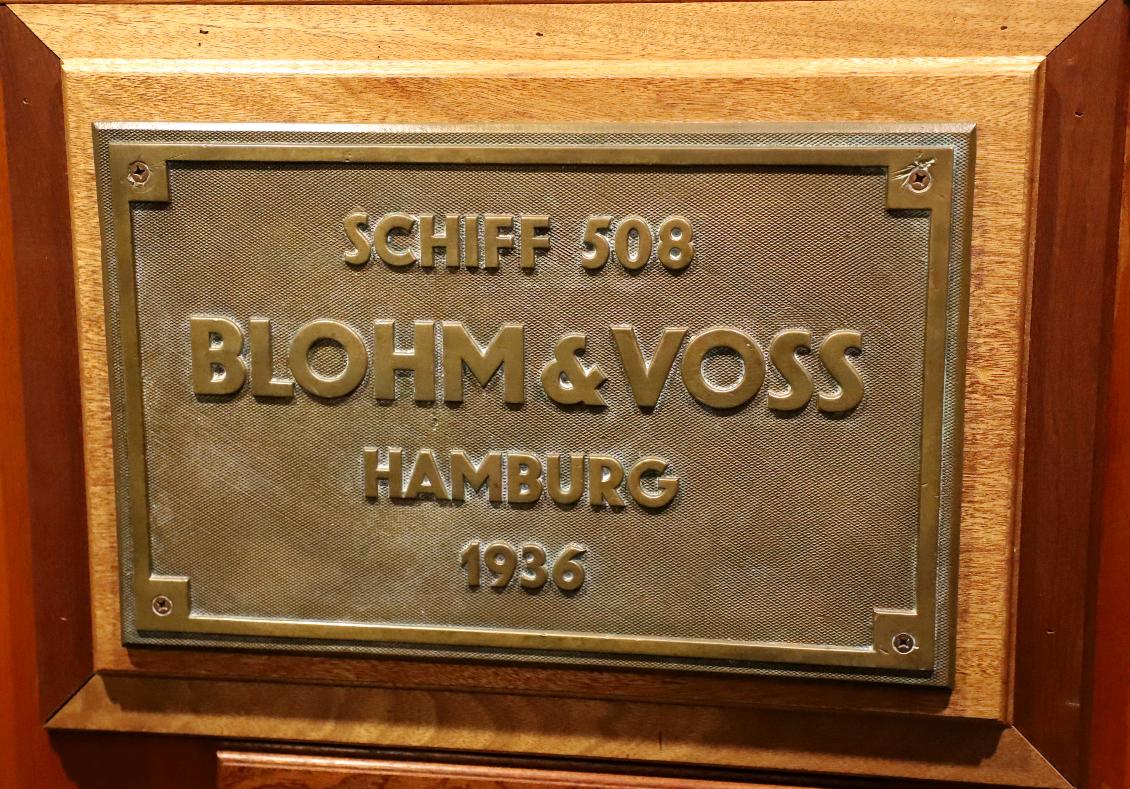 SCHIFF 508
BLOHM & VOSS
HAMBURG
1936